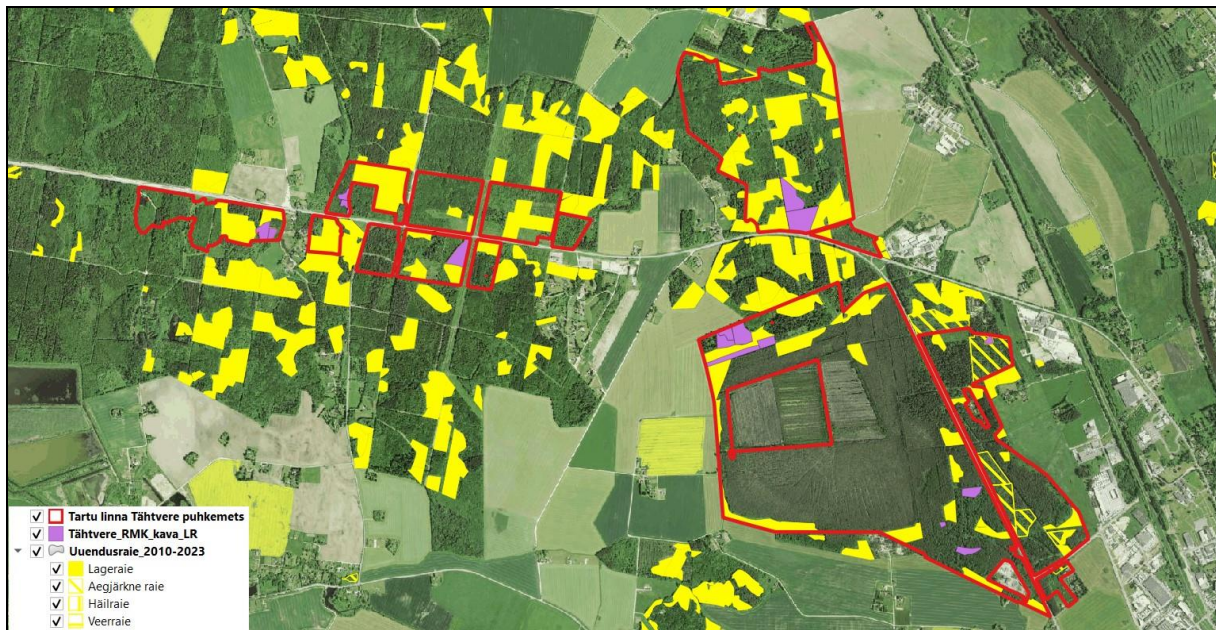 Tartu linna Tähtvere puhkemets
Tähtvere_RMK_kava_LR
Uuendusraie_2010-2023
Lageraie
Aegjärkne raie
Häilraie
Veerraie